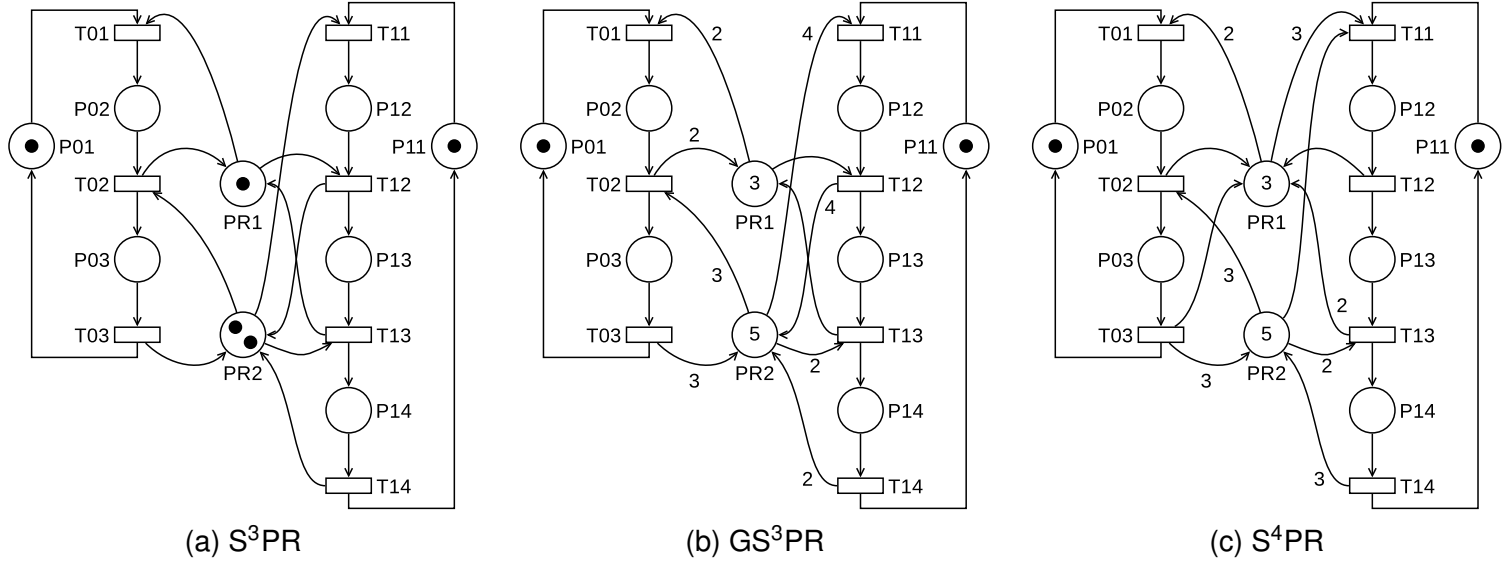 T01
T11
P02
P12
P01
P11
T02
T12
PR1
P03
P13
T03
T13
PR2
P14
T14
(a) S³PR
T01
2
4
T11
P02
P12
P01
2
P11
T02
3
T12
4
PR1
P03
3
P13
T03
5
T13
3
PR2
2
P14
2
T14
(b) GS³PR
T01
2
3
T11
P02
P12
P01
P11
T02
3
T12
PR1
P03
3
P13
2
T03
5
T13
3
PR2
2
P14
3
T14
(c) S⁴PR